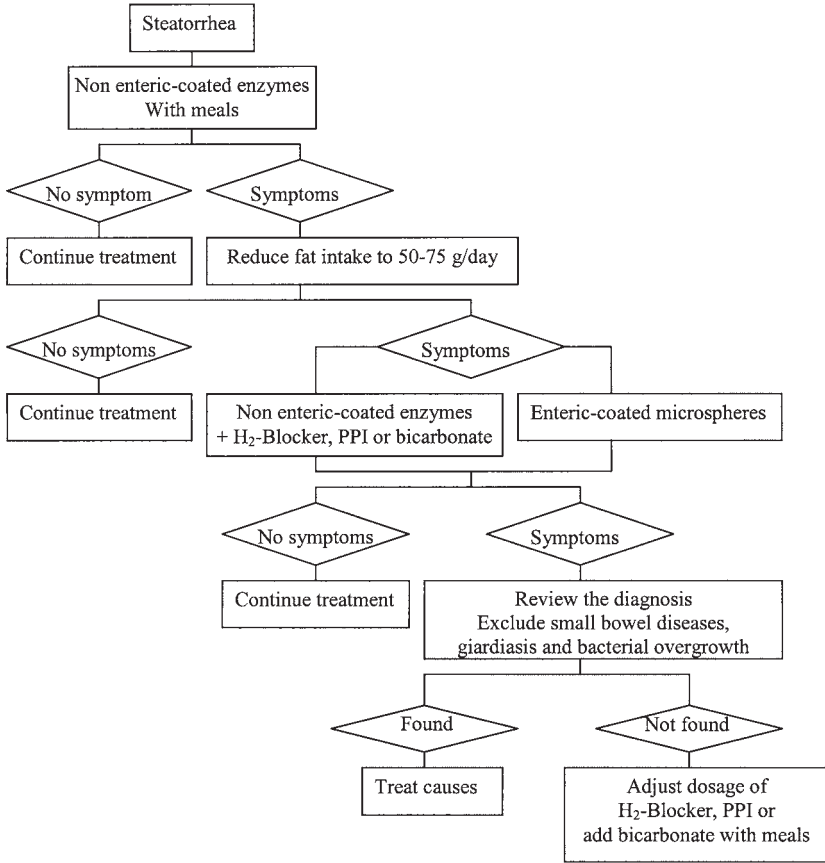 Steatorrhea
Non enteric-coated enzymes
With meals
No symptom
Symptoms
Continue treatment
Reduce fat intake to 50-75 g/day
No symptoms
Symptoms
Continue treatment
Non enteric-coated enzymes
+ H₂-Blocker, PPI or bicarbonate
Enteric-coated microspheres
No symptoms
Symptoms
Continue treatment
Review the diagnosis
Exclude small bowel diseases,
giardiasis and bacterial overgrowth
Found
Not found
Treat causes
Adjust dosage of
H₂-Blocker, PPI or
add bicarbonate with meals